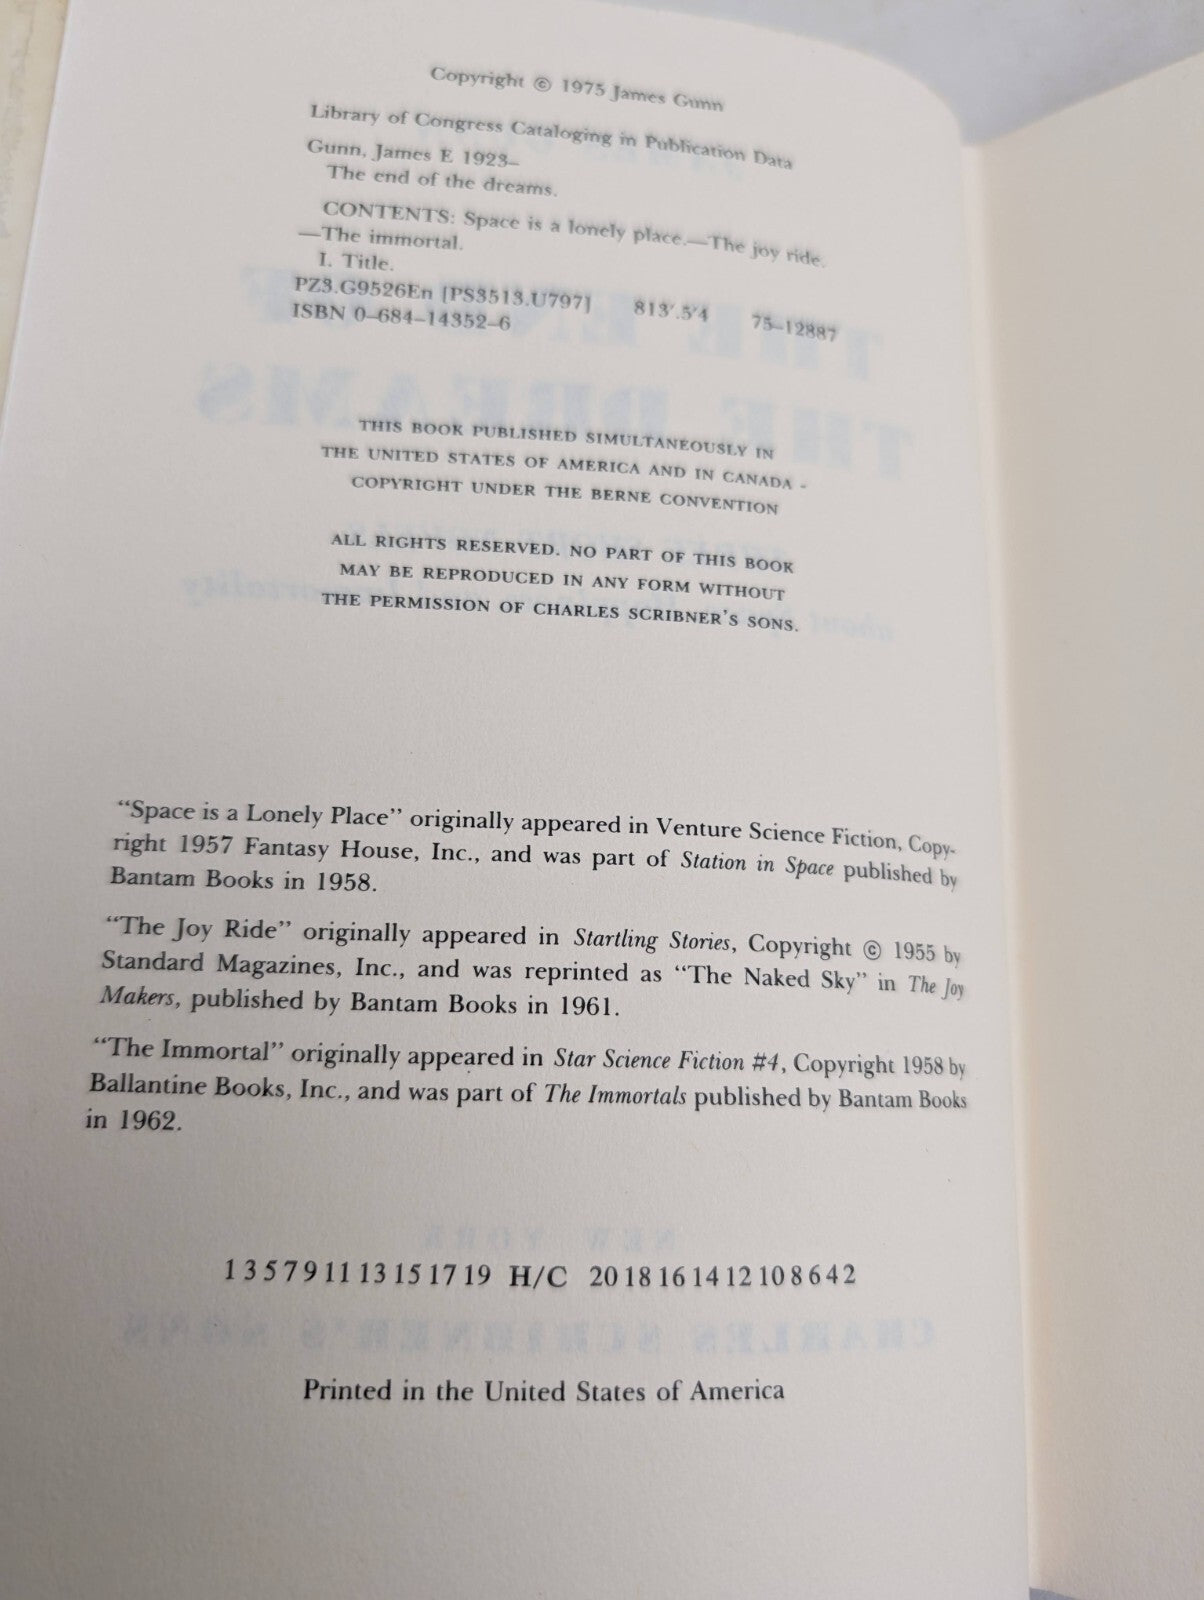 Copyright © 1975 James Gunn
Library of Congress Cataloging in Publication Data
Gunn, James E 1923–
The end of the dreams.
CONTENTS: Space is a lonely place.—The joy ride.
—The immortal.
I. Title.
PZ3.G9526En [PS3513.U797] 813'.5'4 75–12887
ISBN 0–684–14352–6
THIS BOOK PUBLISHED SIMULTANEOUSLY IN
THE UNITED STATES OF AMERICA AND IN CANADA -
COPYRIGHT UNDER THE BERNE CONVENTION
ALL RIGHTS RESERVED. NO PART OF THIS BOOK
MAY BE REPRODUCED IN ANY FORM WITHOUT
THE PERMISSION OF CHARLES SCRIBNER'S SONS.
“Space is a Lonely Place” originally appeared in Venture Science Fiction, Copy-
right 1957 Fantasy House, Inc., and was part of Station in Space published by
Bantam Books in 1958.
“The Joy Ride” originally appeared in Startling Stories, Copyright © 1955 by
Standard Magazines, Inc., and was reprinted as “The Naked Sky” in The Joy
Makers, published by Bantam Books in 1961.
“The Immortal” originally appeared in Star Science Fiction #4, Copyright 1958 by
Ballantine Books, Inc., and was part of The Immortals published by Bantam Books
in 1962.
1 3 5 7 9 11 13 15 17 19 H/C 20 18 16 14 12 10 8 6 4 2
Printed in the United States of America